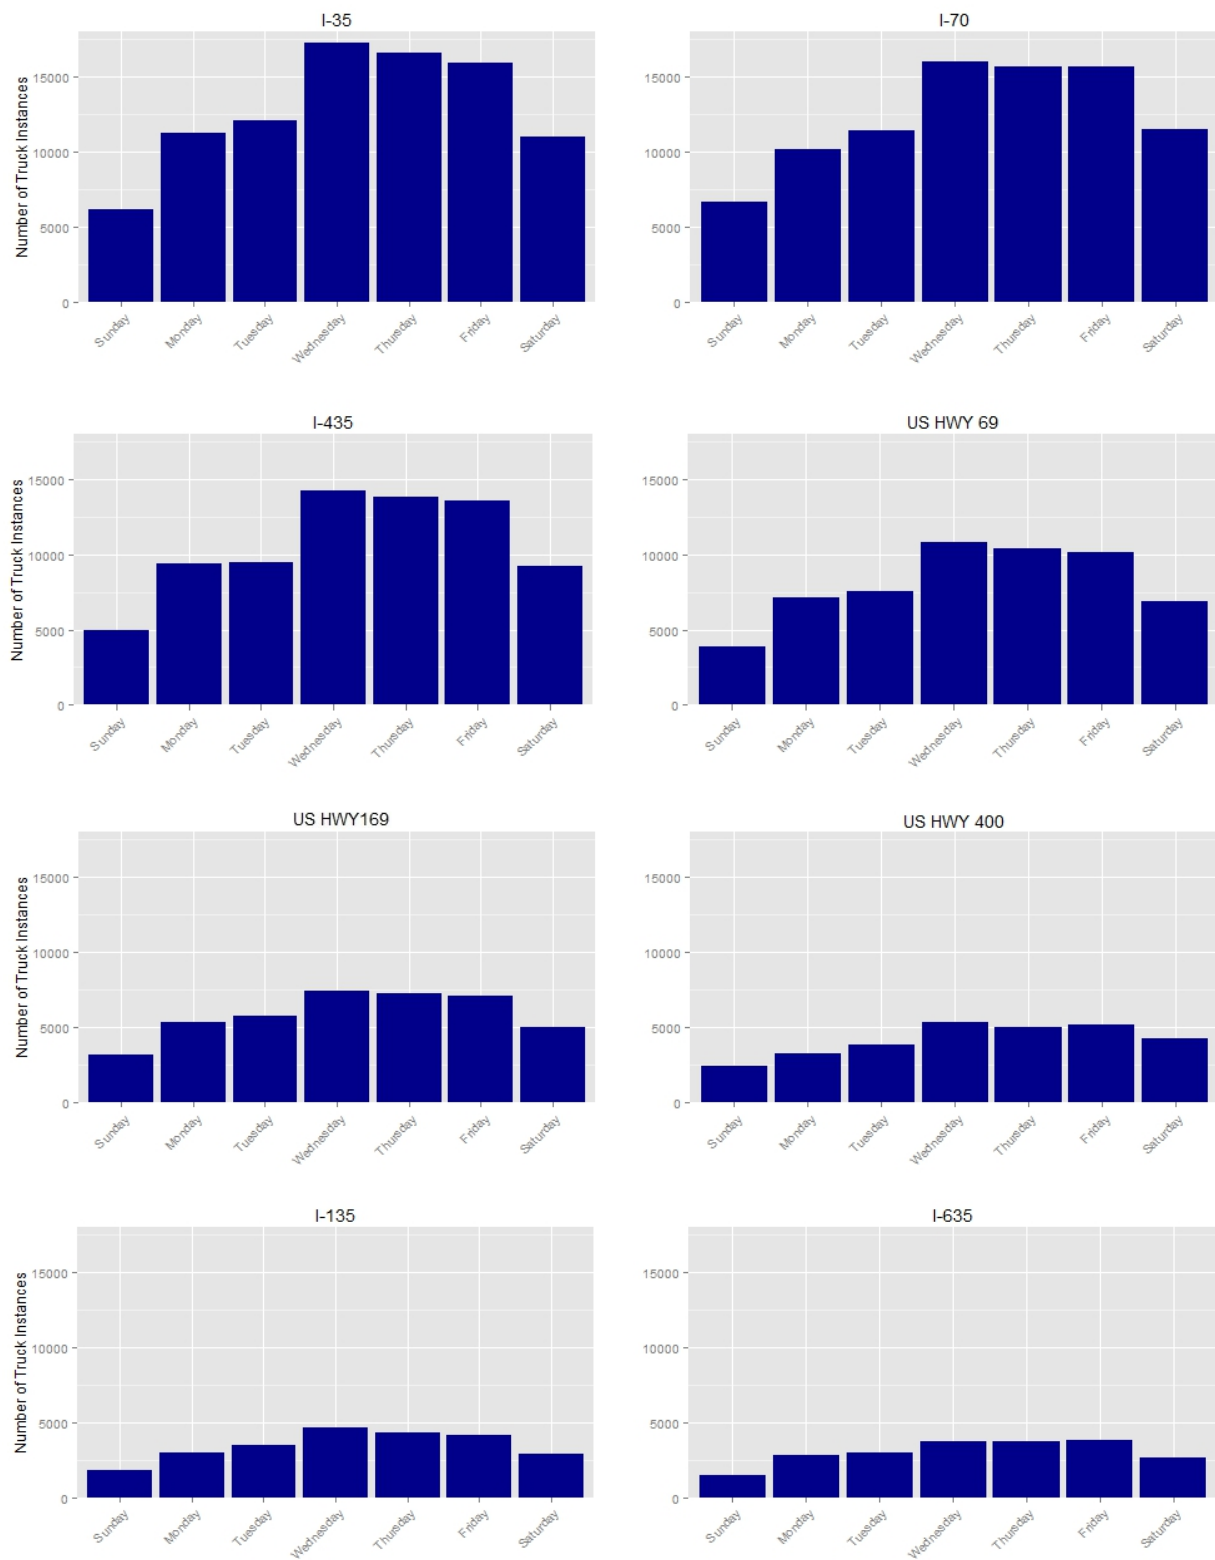 I-35
I-70
Number of Truck Instances
15000
10000
5000
0
15000
10000
5000
0
Sunday Monday Tuesday Wednesday Thursday Friday Saturday
Sunday Monday Tuesday Wednesday Thursday Friday Saturday
I-435
US HWY 69
Number of Truck Instances
15000
10000
5000
0
15000
10000
5000
0
Sunday Monday Tuesday Wednesday Thursday Friday Saturday
Sunday Monday Tuesday Wednesday Thursday Friday Saturday
US HWY169
US HWY 400
Number of Truck Instances
15000
10000
5000
0
15000
10000
5000
0
Sunday Monday Tuesday Wednesday Thursday Friday Saturday
Sunday Monday Tuesday Wednesday Thursday Friday Saturday
I-135
I-635
Number of Truck Instances
15000
10000
5000
0
15000
10000
5000
0
Sunday Monday Tuesday Wednesday Thursday Friday Saturday
Sunday Monday Tuesday Wednesday Thursday Friday Saturday